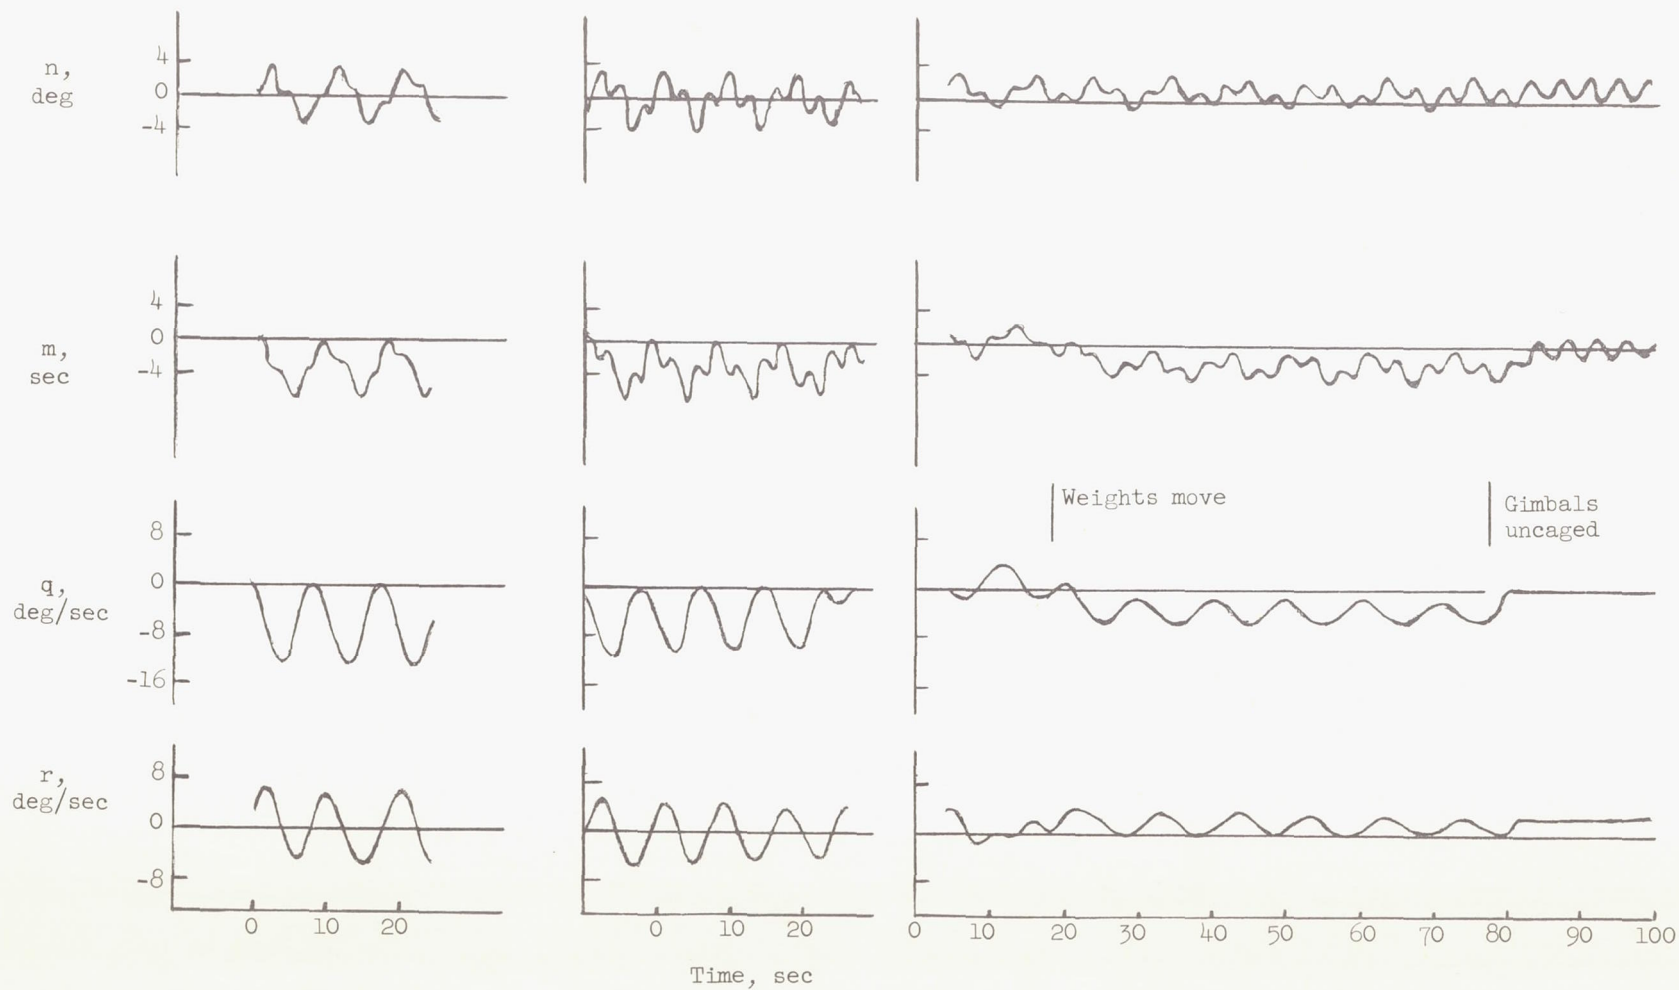 n,
deg
4
0
-4
m,
sec
4
0
-4
Weights move
Gimbals
uncaged
q,
deg/sec
8
0
-8
-16
r,
deg/sec
8
0
-8
0 10 20
0 10 20
0 10 20 30 40 50 60 70 80 90 100
Time, sec